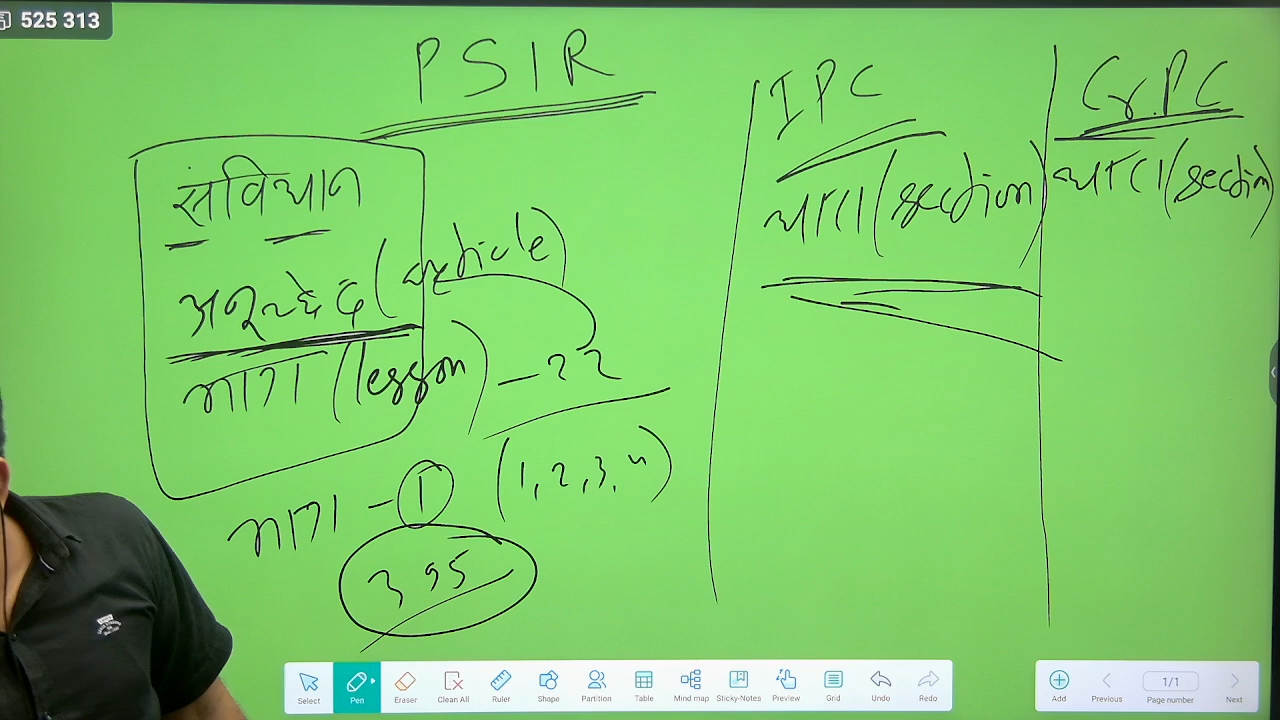 525 313
PSIR
संविधान
अनुच्छेद (article)
भाग (lesson) - 22
भाग - 1 (1, 2, 3, 4)
395
IPC
धारा (section)
Cr.PC
धारा (section)
Select
Pen
Eraser
Clean All
Ruler
Shape
Partition
Table
Mind map
Sticky-Notes
Preview
Grid
Undo
Redo
Add
Previous
1/1
Page number
Next